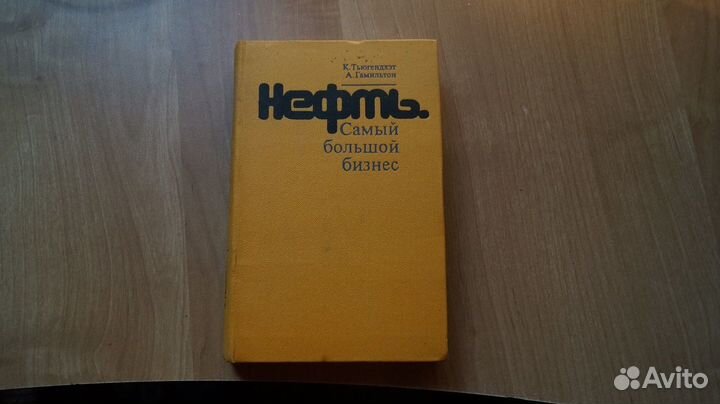 К. Тьюгендхэт
А. Гамильтон
Нефть.
Самый
большой
бизнес
Avito